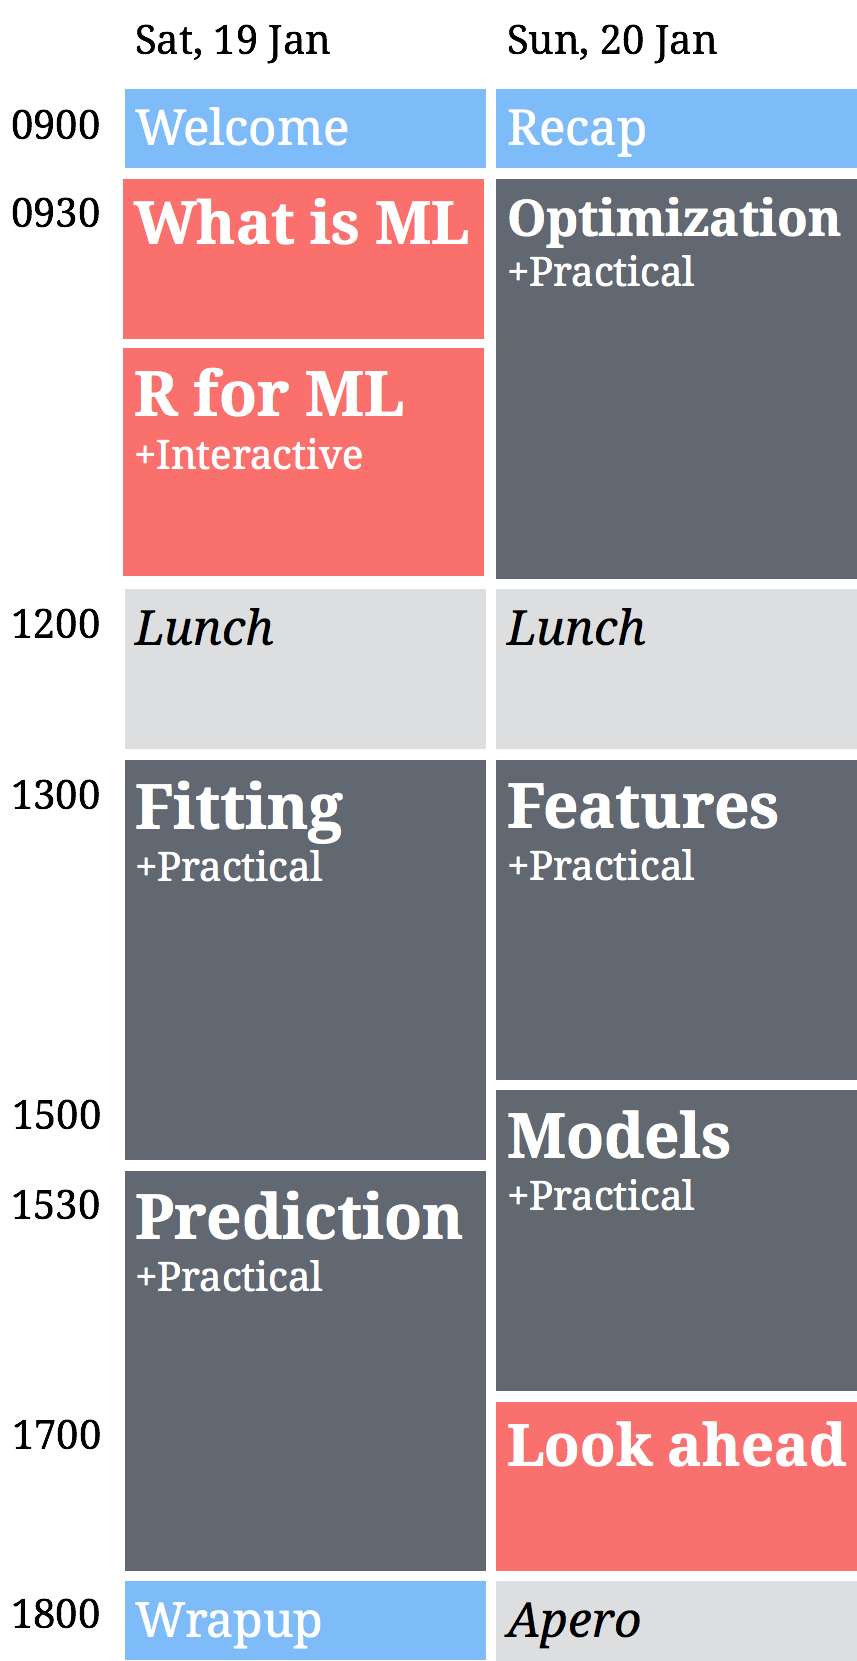 Sat, 19 Jan
Sun, 20 Jan
0900
Welcome
Recap
0930
What is ML
Optimization
+Practical
R for ML
+Interactive
1200
Lunch
Lunch
1300
Fitting
+Practical
Features
+Practical
1500
Models
+Practical
1530
Prediction
+Practical
1700
Look ahead
1800
Wrapup
Apero